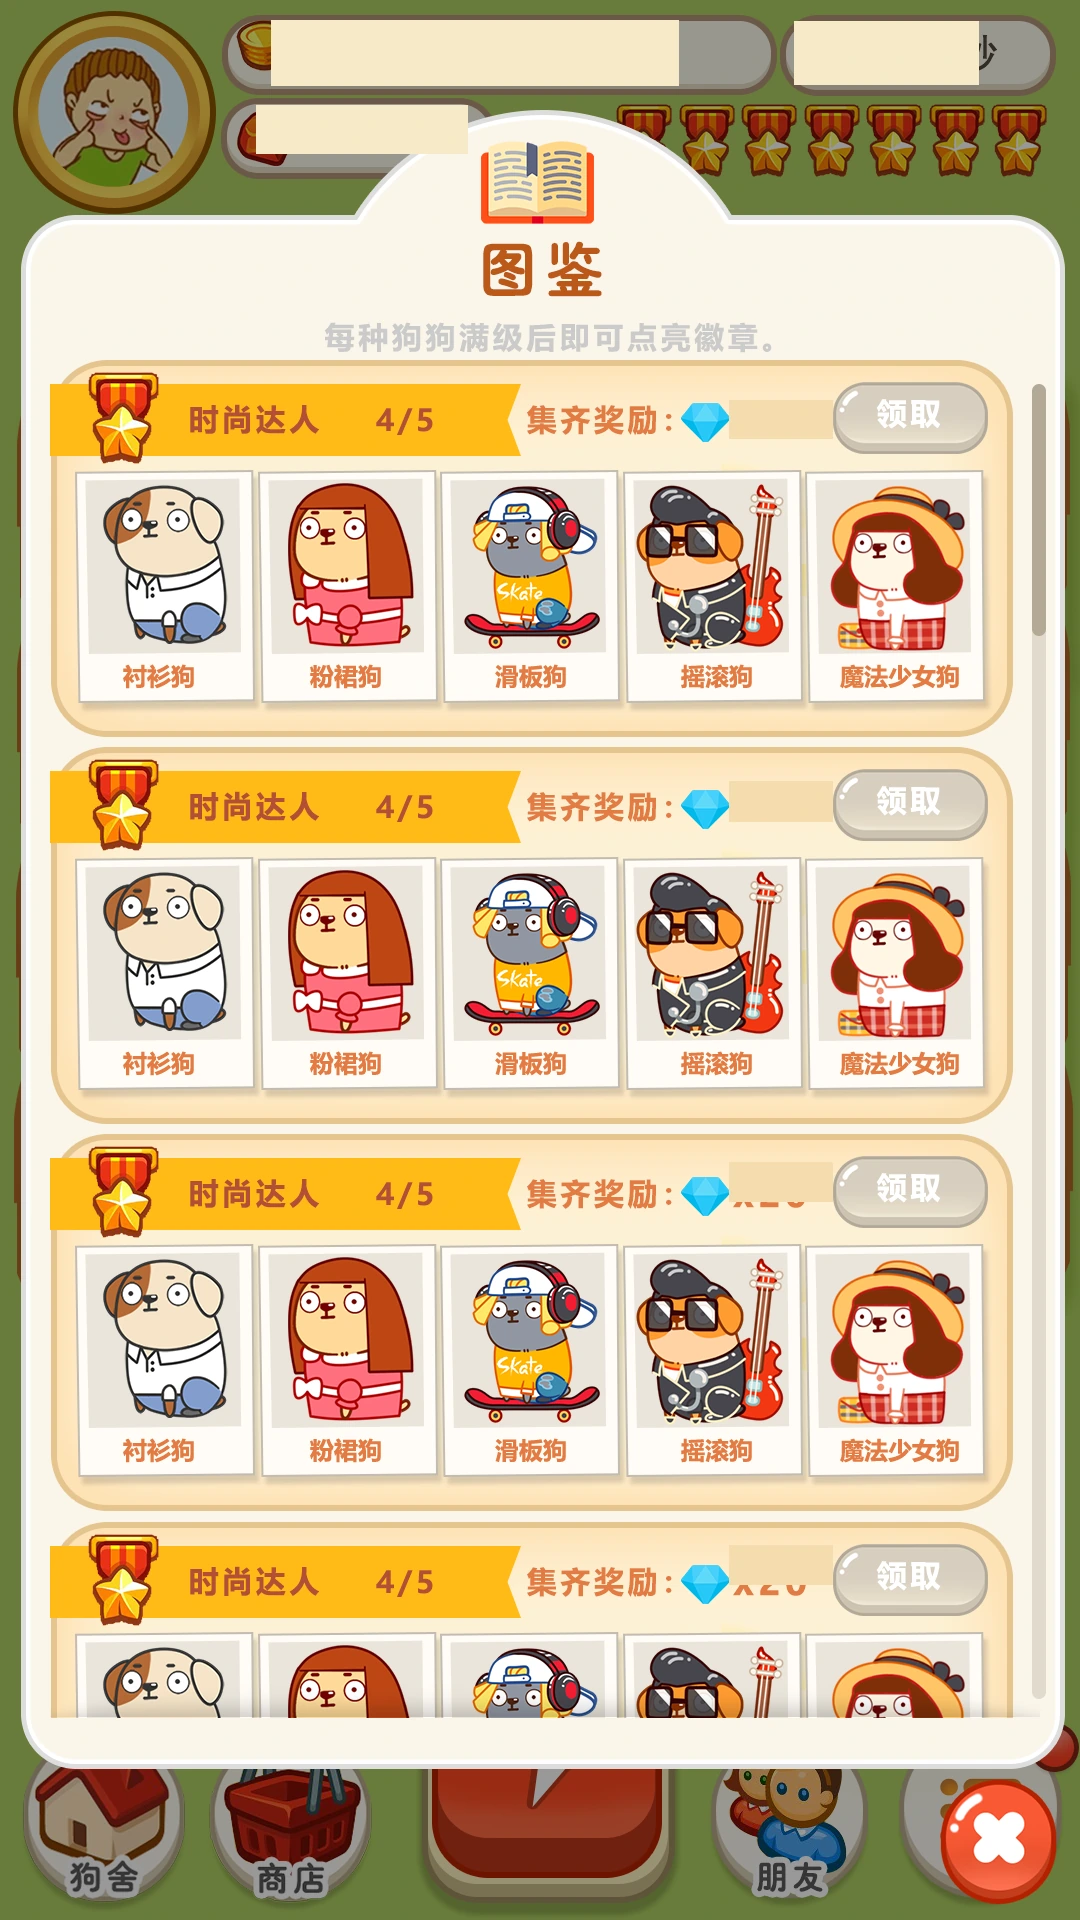 秒
图鉴
每种狗狗满级后即可点亮徽章。
时尚达人 4/5 集齐奖励: 领取
Skate
衬衫狗 粉裙狗 滑板狗 摇滚狗 魔法少女狗
时尚达人 4/5 集齐奖励: 领取
Skate
衬衫狗 粉裙狗 滑板狗 摇滚狗 魔法少女狗
时尚达人 4/5 集齐奖励: 领取
Skate
衬衫狗 粉裙狗 滑板狗 摇滚狗 魔法少女狗
时尚达人 4/5 集齐奖励: x20 领取
狗舍 商店 朋友